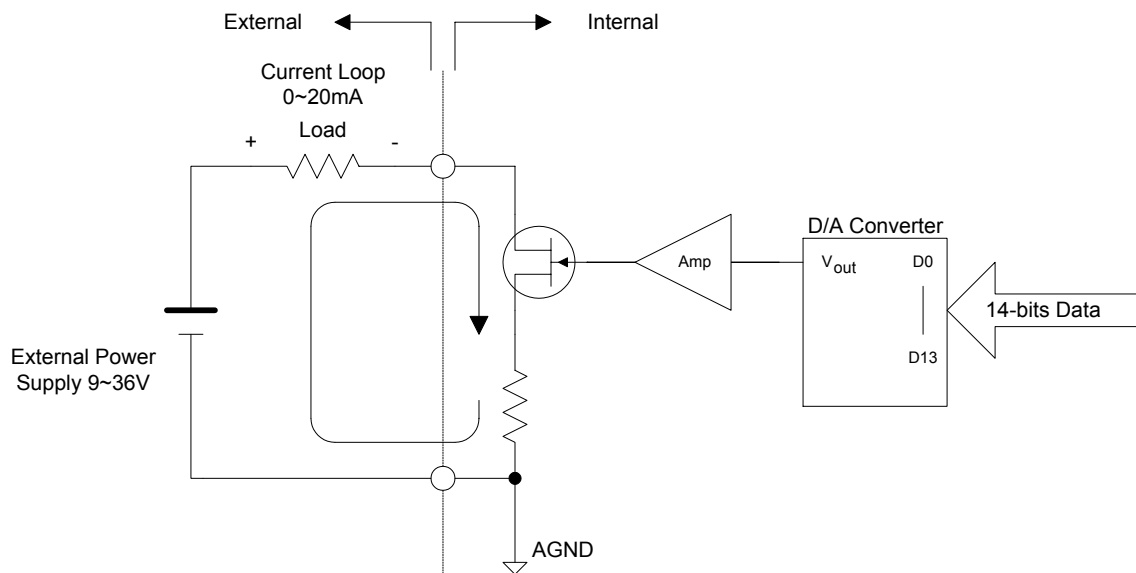 External
Internal
Current Loop
0~20mA
Load
+
-
D/A Converter
Amp
Vout
D0
14-bits Data
D13
External Power
Supply 9~36V
AGND